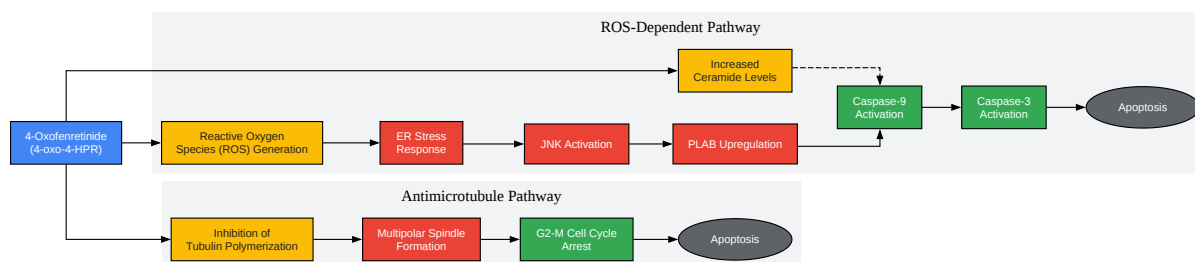 ROS-Dependent Pathway
Increased
Ceramide Levels
Caspase-9
Activation
Caspase-3
Activation
Apoptosis
4-Oxofenretinide
(4-oxo-4-HPR)
Reactive Oxygen
Species (ROS) Generation
ER Stress
Response
JNK Activation
PLAB Upregulation
Antimicrotubule Pathway
Inhibition of
Tubulin Polymerization
Multipolar Spindle
Formation
G2-M Cell Cycle
Arrest
Apoptosis